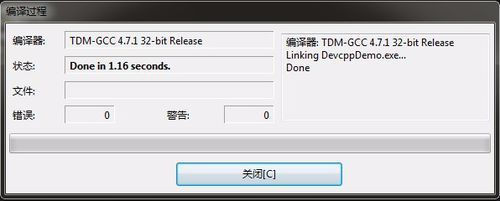 编译过程
编译器: TDM-GCC 4.7.1 32-bit Release
状态: Done in 1.16 seconds.
文件:
错误: 0 警告: 0
编译器: TDM-GCC 4.7.1 32-bit Release
Linking DevcppDemo.exe...
Done
关闭[C]